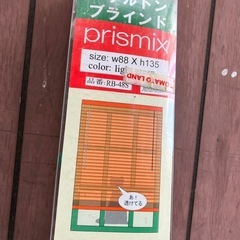 ルトン
ブラインド
prismix
size: w88 X h135
color: lig
品番: RB-485
あ!
透けてる